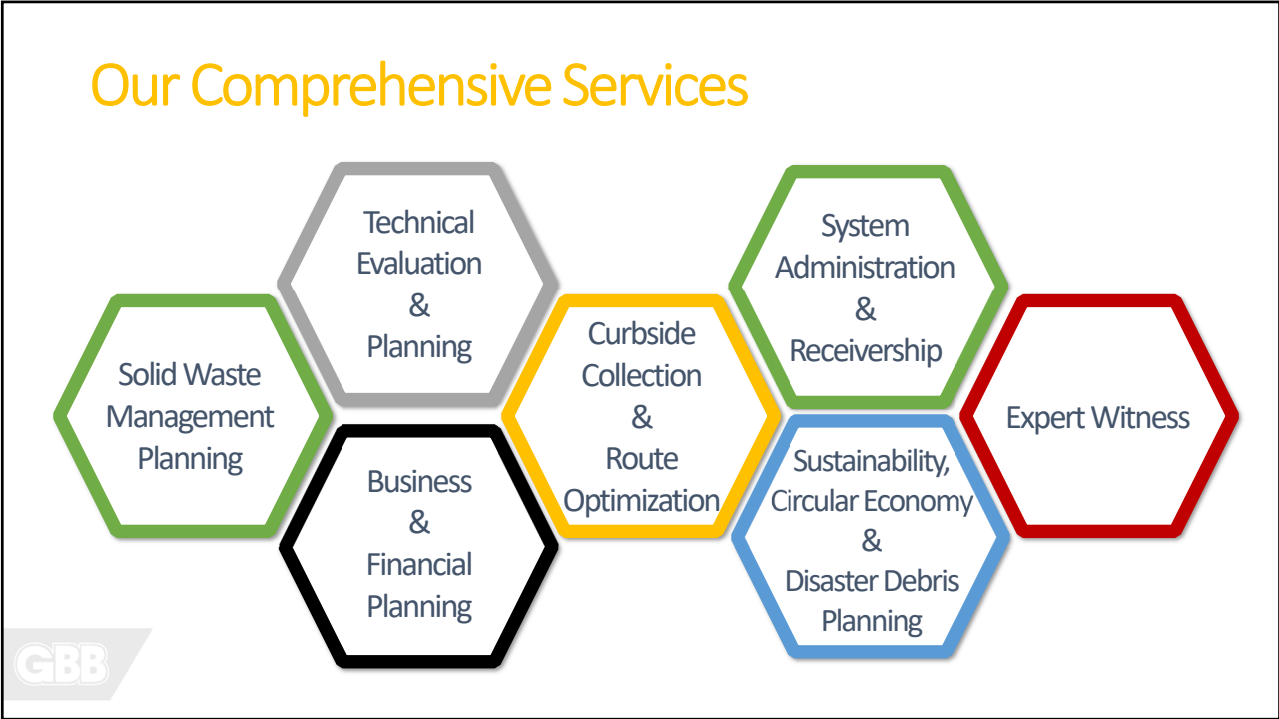 Our Comprehensive Services
Solid Waste
Management
Planning
Technical
Evaluation
&
Planning
Business
&
Financial
Planning
Curbside
Collection
&
Route
Optimization
System
Administration
&
Receivership
Sustainability,
Circular Economy
&
Disaster Debris
Planning
Expert Witness
GBB